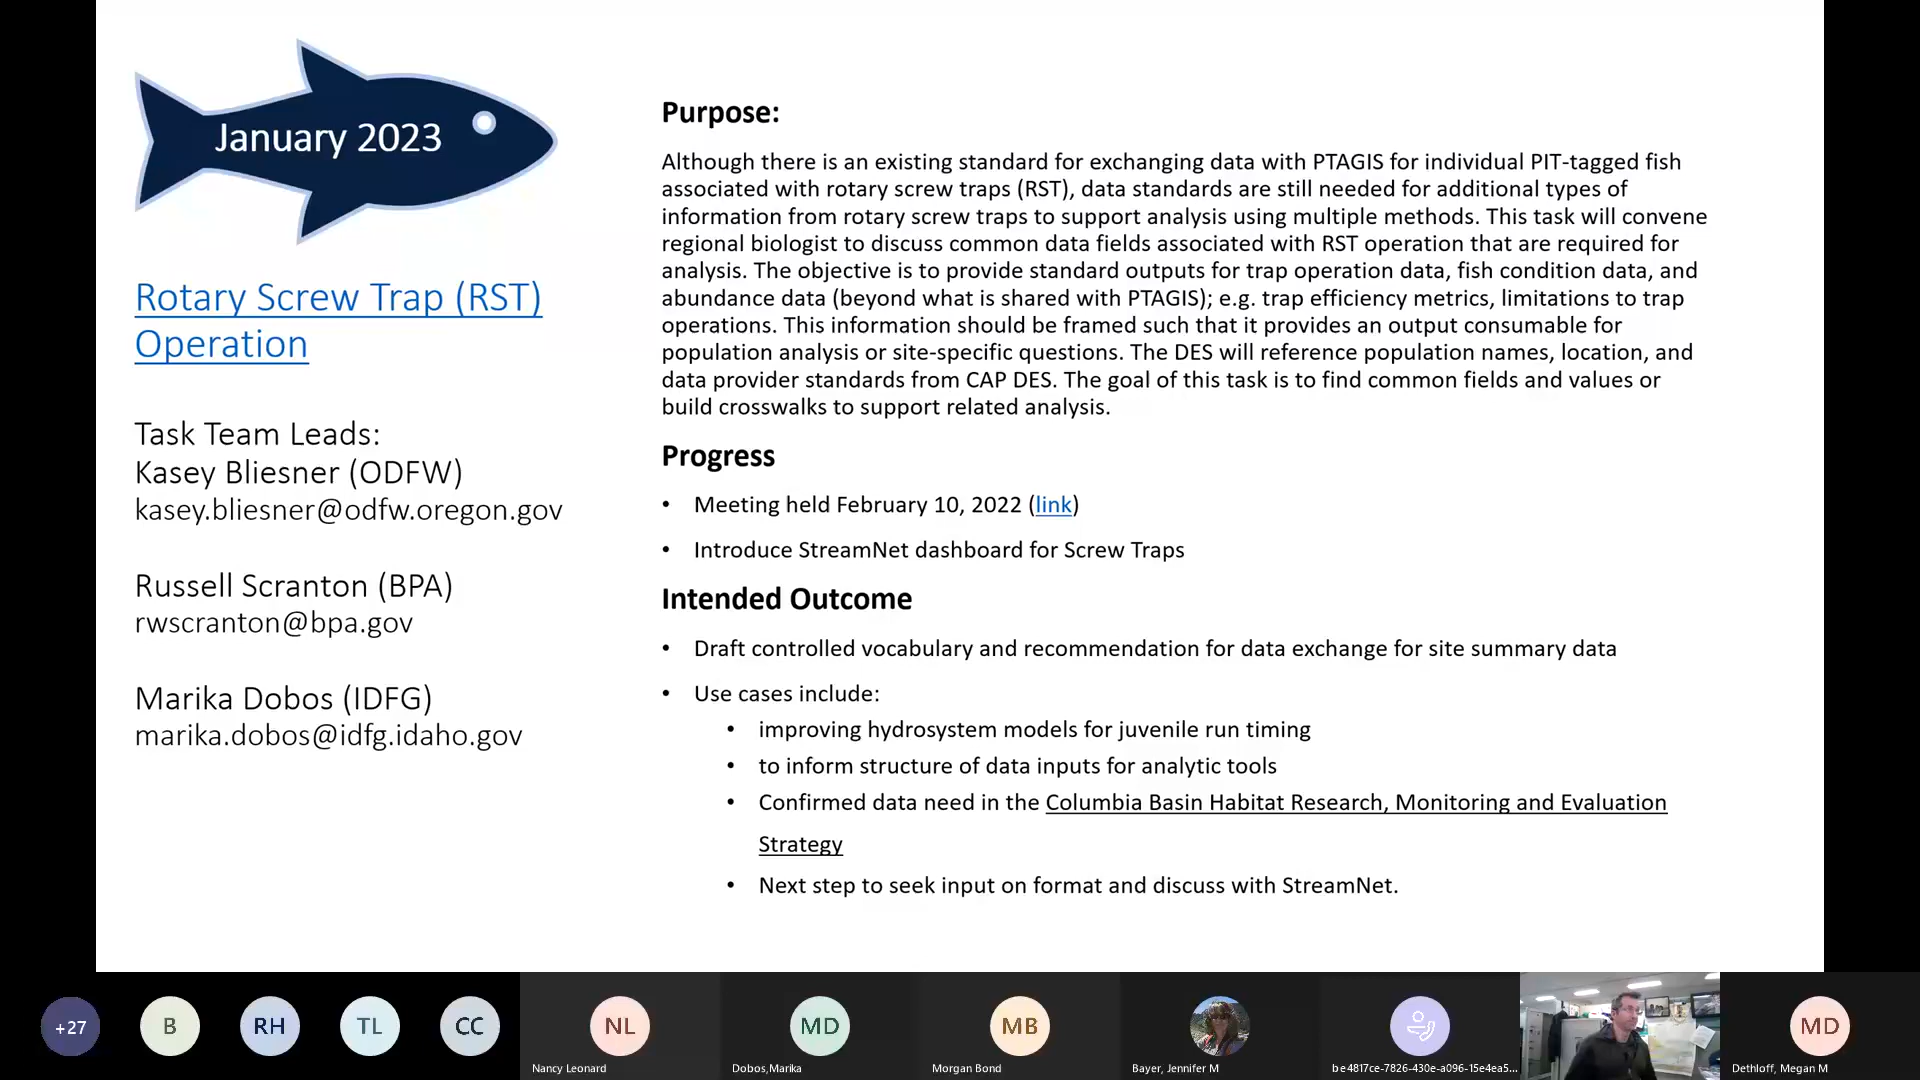 January 2023
Rotary Screw Trap (RST)
Operation
Task Team Leads:
Kasey Bliesner (ODFW)
kasey.bliesner@odfw.oregon.gov
Russell Scranton (BPA)
rwscranton@bpa.gov
Marika Dobos (IDFG)
marika.dobos@idfg.idaho.gov
Purpose:
Although there is an existing standard for exchanging data with PTAGIS for individual PIT-tagged fish
associated with rotary screw traps (RST), data standards are still needed for additional types of
information from rotary screw traps to support analysis using multiple methods. This task will convene
regional biologist to discuss common data fields associated with RST operation that are required for
analysis. The objective is to provide standard outputs for trap operation data, fish condition data, and
abundance data (beyond what is shared with PTAGIS); e.g. trap efficiency metrics, limitations to trap
operations. This information should be framed such that it provides an output consumable for
population analysis or site-specific questions. The DES will reference population names, location, and
data provider standards from CAP DES. The goal of this task is to find common fields and values or
build crosswalks to support related analysis.
Progress
• Meeting held February 10, 2022 (link)
• Introduce StreamNet dashboard for Screw Traps
Intended Outcome
• Draft controlled vocabulary and recommendation for data exchange for site summary data
• Use cases include:
• improving hydrosystem models for juvenile run timing
• to inform structure of data inputs for analytic tools
• Confirmed data need in the Columbia Basin Habitat Research, Monitoring and Evaluation
Strategy
• Next step to seek input on format and discuss with StreamNet.
+27
B
RH
TL
CC
NL
Nancy Leonard
MD
Dobos,Marika
MB
Morgan Bond
Bayer, Jennifer M
be4817ce-7826-430e-a096-15e4ea5...
MD
Dethloff, Megan M